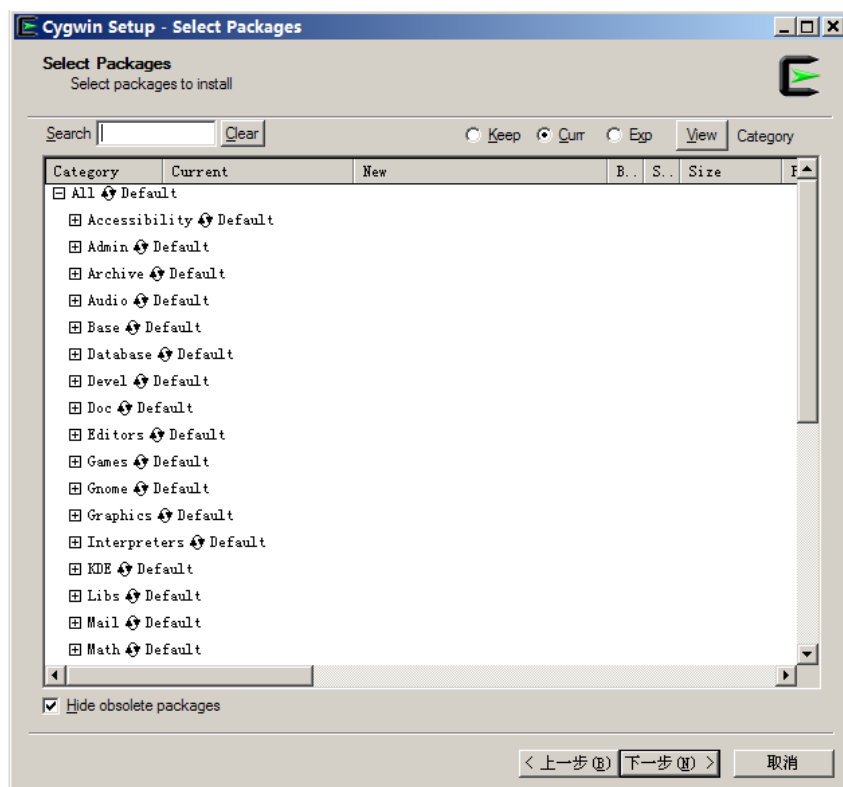 Cygwin Setup - Select Packages
Select Packages
Select packages to install
Search Clear Keep Curr Exp View Category
Category Current New B.. S.. Size
All Default
Accessibility Default
Admin Default
Archive Default
Audio Default
Base Default
Database Default
Devel Default
Doc Default
Editors Default
Games Default
Gnome Default
Graphics Default
Interpreters Default
KDE Default
Libs Default
Mail Default
Math Default
Hide obsolete packages
< 上一步(B) 下一步(N) > 取消